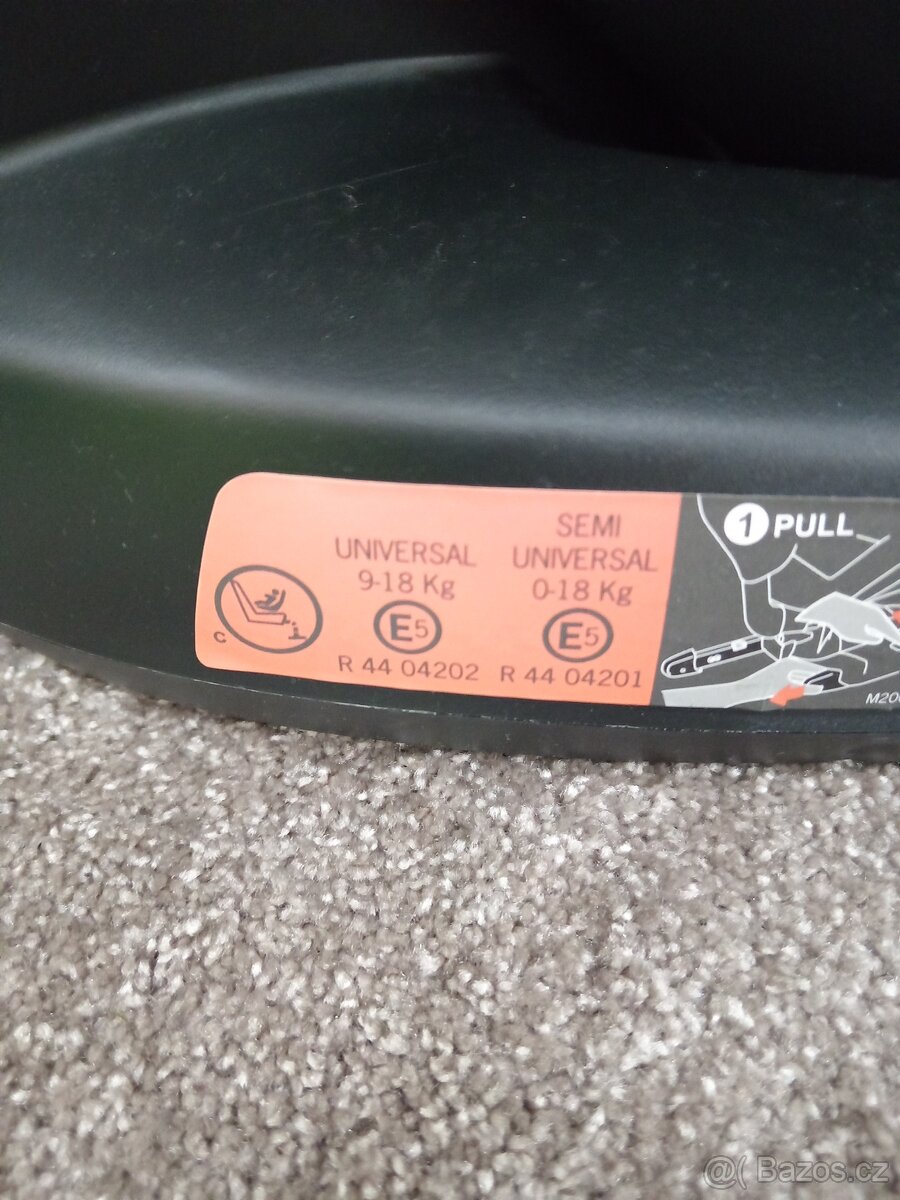 UNIVERSAL
9-18 Kg
E5
R 44 04202
SEMI
UNIVERSAL
0-18 Kg
E5
R 44 04201
C
1 PULL
@( Bazos.cz